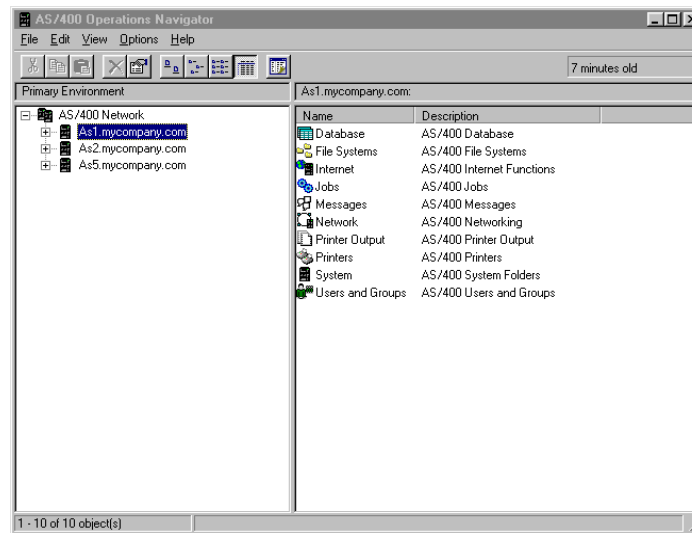 AS/400 Operations Navigator
File Edit View Options Help
7 minutes old
Primary Environment
As1.mycompany.com:
AS/400 Network
As1.mycompany.com
As2.mycompany.com
As5.mycompany.com
Name Description
Database AS/400 Database
File Systems AS/400 File Systems
Internet AS/400 Internet Functions
Jobs AS/400 Jobs
Messages AS/400 Messages
Network AS/400 Networking
Printer Output AS/400 Printer Output
Printers AS/400 Printers
System AS/400 System Folders
Users and Groups AS/400 Users and Groups
1 - 10 of 10 object(s)